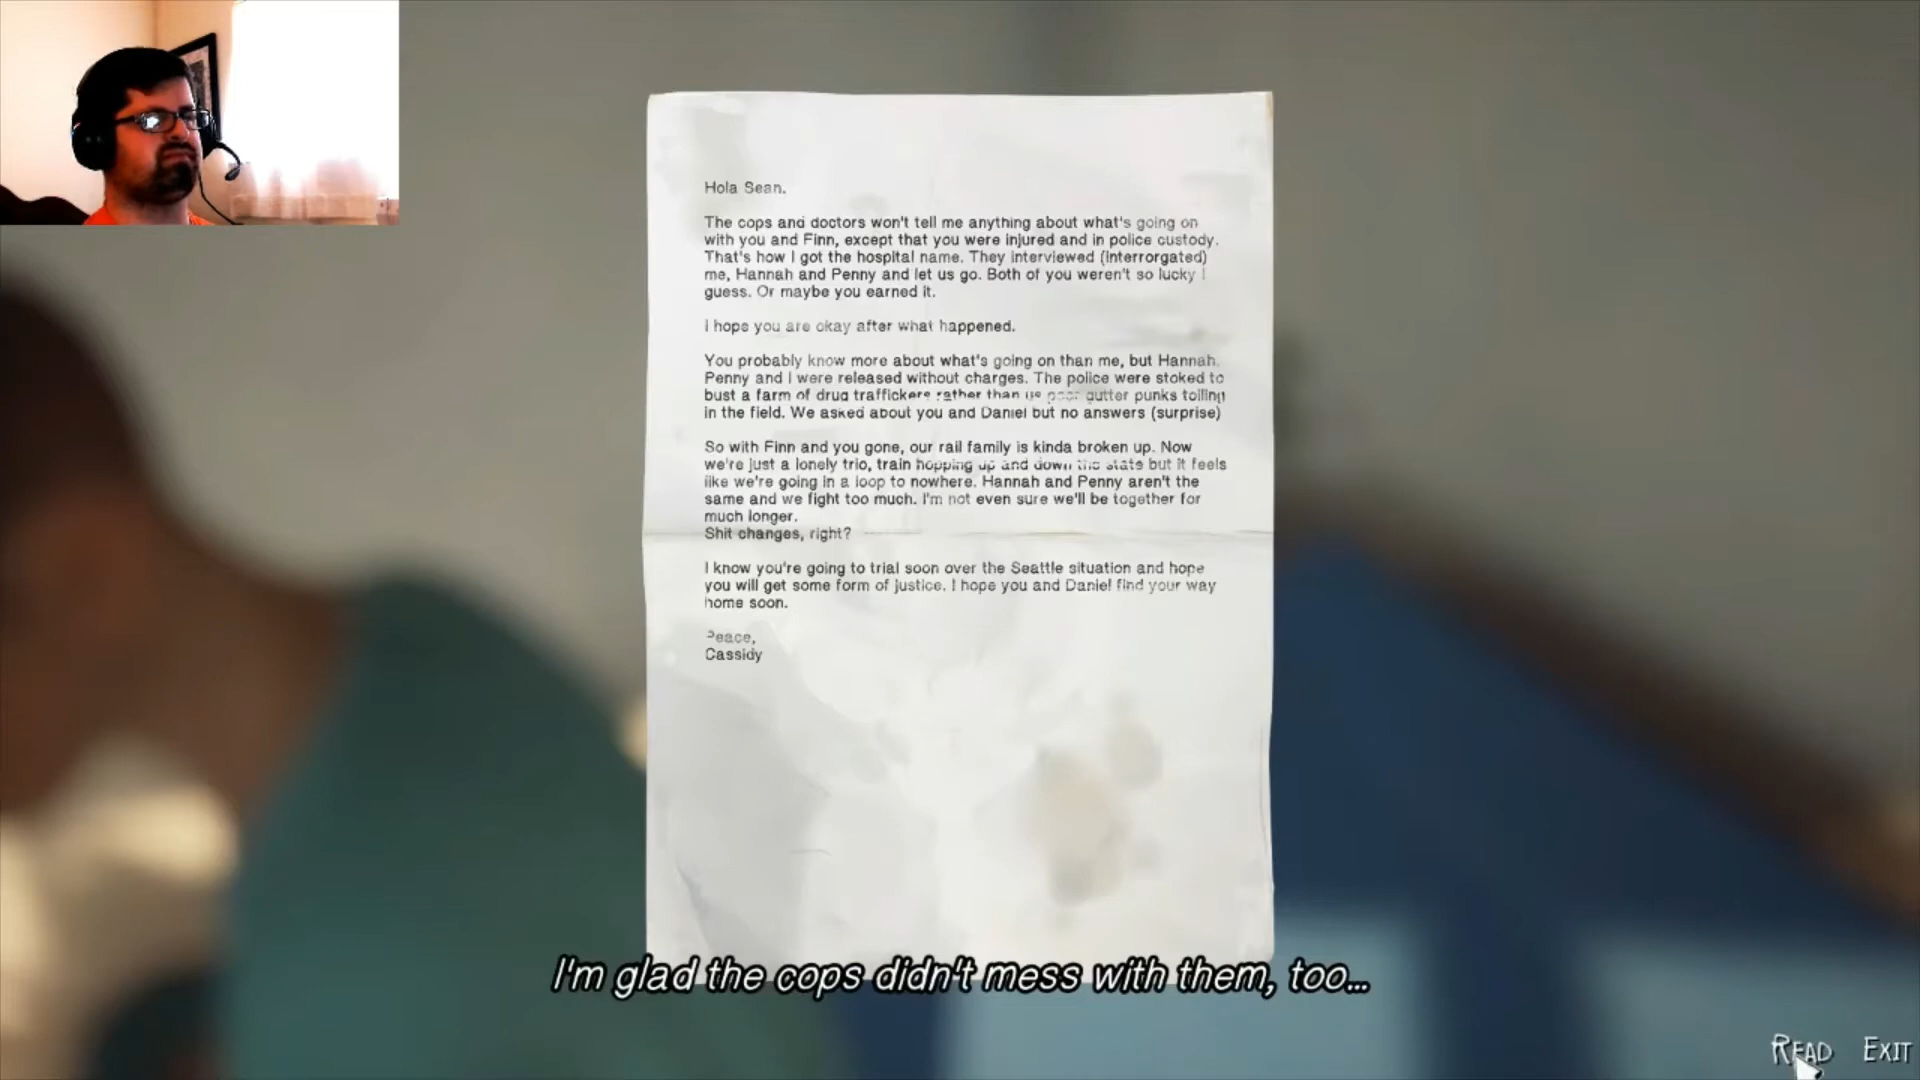 Hola Sean.
The cops and doctors won't tell me anything about what's going on
with you and Finn, except that you were injured and in police custody.
That's how I got the hospital name. They interviewed (interrorgated)
me, Hannah and Penny and let us go. Both of you weren't so lucky I
guess. Or maybe you earned it.
I hope you are okay after what happened.
You probably know more about what's going on than me, but Hannah,
Penny and I were released without charges. The police were stoked to
bust a farm of drug traffickers rather than us poor gutter punks toiling
in the field. We asked about you and Daniel but no answers (surprise)
So with Finn and you gone, our rail family is kinda broken up. Now
we're just a lonely trio, train hopping up and down the state but it feels
like we're going in a loop to nowhere. Hannah and Penny aren't the
same and we fight too much. I'm not even sure we'll be together for
much longer.
Shit changes, right?
I know you're going to trial soon over the Seattle situation and hope
you will get some form of justice. I hope you and Daniel find your way
home soon.
Peace,
Cassidy
I'm glad the cops didn't mess with them, too...
READ EXIT